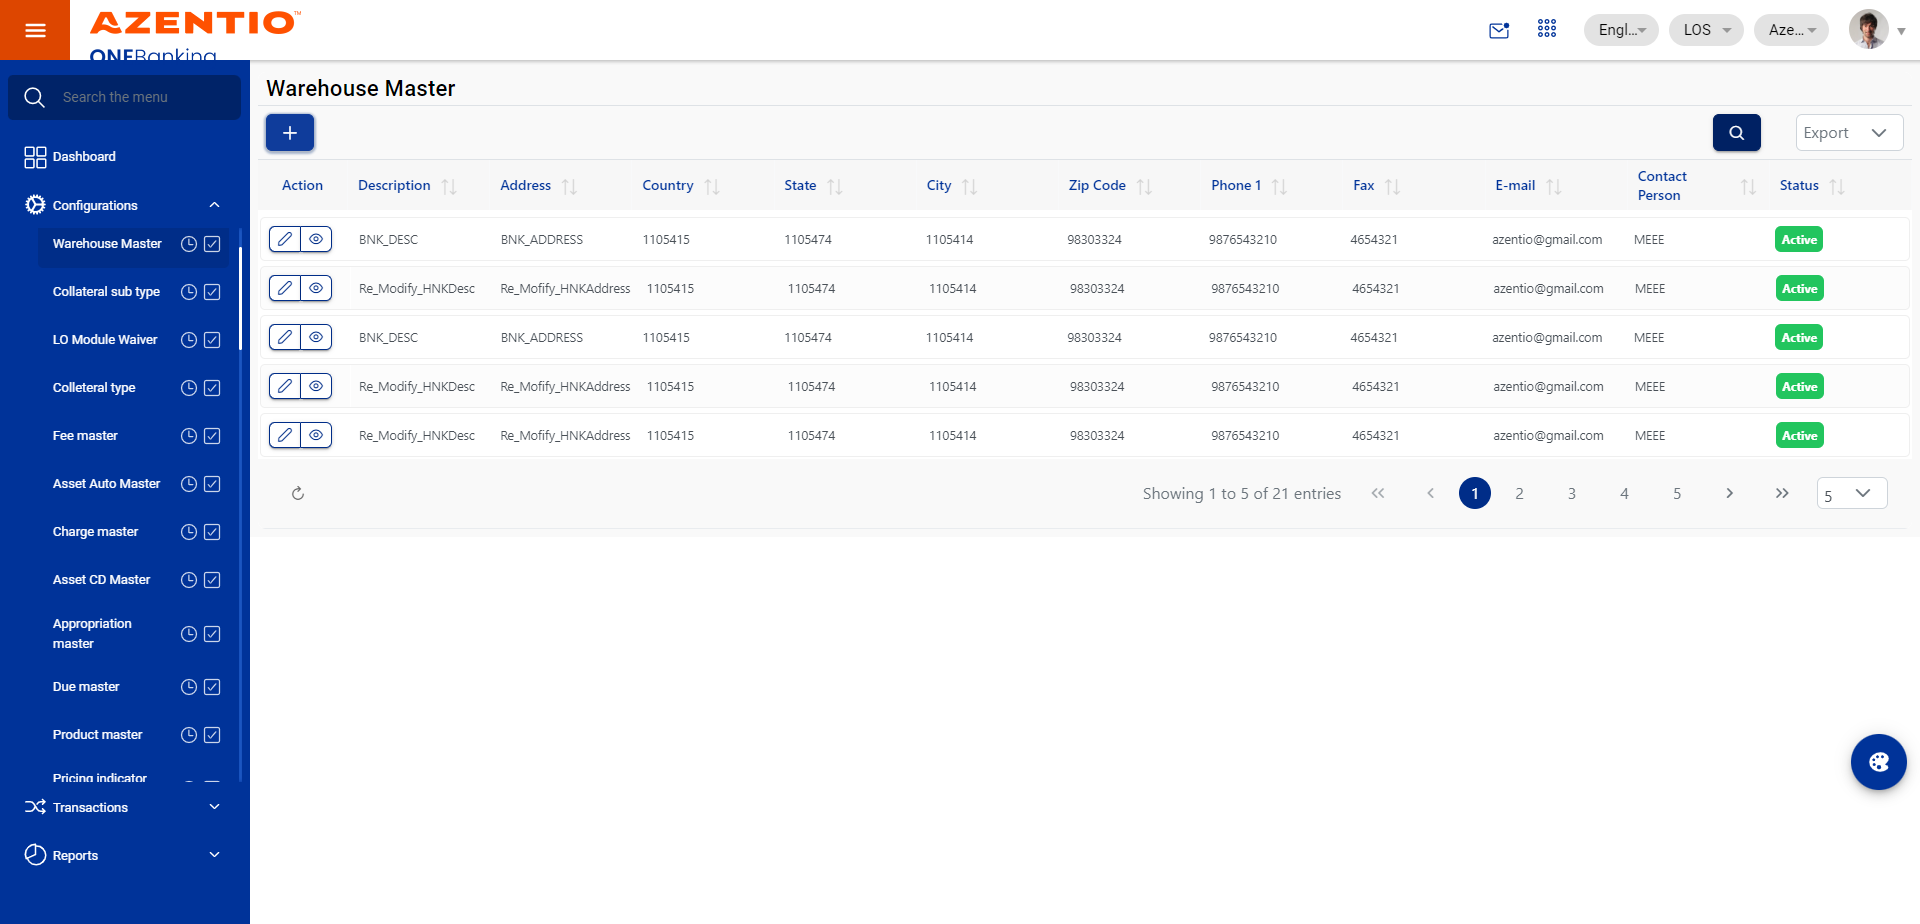 AZENTIO™
ONEBanking
Engl...
LOS
Aze...
Search the menu
Dashboard
Configurations
Warehouse Master
Collateral sub type
LO Module Waiver
Colleteral type
Fee master
Asset Auto Master
Charge master
Asset CD Master
Appropriation
master
Due master
Product master
Pricing indicator
Transactions
Reports
Warehouse Master
Export
Action Description Address Country State City Zip Code Phone 1 Fax E-mail Contact Person Status
BNK_DESC BNK_ADDRESS 1105415 1105474 1105414 98303324 9876543210 4654321 azentio@gmail.com MEEE Active
Re_Modify_HNKDesc Re_Mofify_HNKAddress 1105415 1105474 1105414 98303324 9876543210 4654321 azentio@gmail.com MEEE Active
BNK_DESC BNK_ADDRESS 1105415 1105474 1105414 98303324 9876543210 4654321 azentio@gmail.com MEEE Active
Re_Modify_HNKDesc Re_Mofify_HNKAddress 1105415 1105474 1105414 98303324 9876543210 4654321 azentio@gmail.com MEEE Active
Re_Modify_HNKDesc Re_Mofify_HNKAddress 1105415 1105474 1105414 98303324 9876543210 4654321 azentio@gmail.com MEEE Active
Showing 1 to 5 of 21 entries 1 2 3 4 5 5